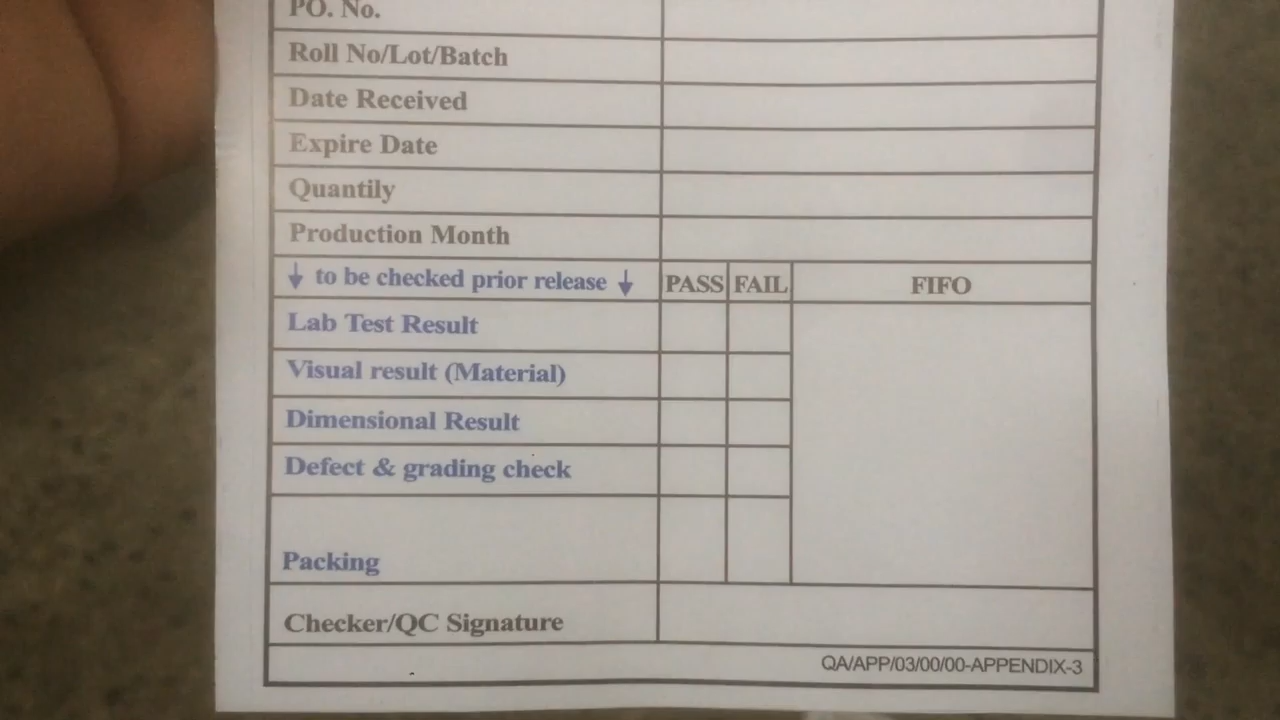 PO. No.
Roll No/Lot/Batch
Date Received
Expire Date
Quantily
Production Month
↓ to be checked prior release ↓ PASS FAIL FIFO
Lab Test Result
Visual result (Material)
Dimensional Result
Defect & grading check
Packing
Checker/QC Signature
QA/APP/03/00/00-APPENDIX-3